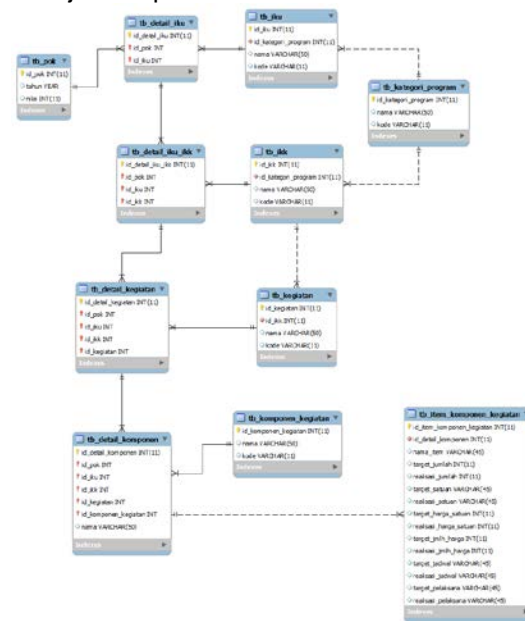 tb_detail_iku
id_detail_iku INT(11)
id_pok INT
id_iku INT
Indexes
tb_iku
id_iku INT(11)
id_kategori_program INT(11)
nama VARCHAR(50)
kode VARCHAR(11)
Indexes
tb_pok
id_pok INT(11)
tahun YEAR
Indexes
tb_kategori_program
id_kategori_program INT(11)
nama VARCHAR(50)
kode VARCHAR(11)
Indexes
tb_detail_iku_ikk
id_detail_iku_ikk INT(11)
id_pok INT
id_iku INT
id_ikk INT
Indexes
tb_ikk
id_ikk INT(11)
id_kategori_program INT(11)
nama VARCHAR(50)
kode VARCHAR(11)
Indexes
tb_detail_kegiatan
id_detail_kegiatan INT(11)
id_pok INT
id_iku INT
id_ikk INT
id_kegiatan INT
Indexes
tb_kegiatan
id_kegiatan INT(11)
id_ikk INT(11)
nama VARCHAR(50)
kode VARCHAR(11)
Indexes
tb_detail_komponen
id_detail_komponen INT(11)
id_pok INT
id_iku INT
id_ikk INT
id_kegiatan INT
id_komponen_kegiatan INT
nama VARCHAR(50)
Indexes
tb_komponen_kegiatan
id_komponen_kegiatan INT(11)
nama VARCHAR(50)
kode VARCHAR(11)
Indexes
tb_item_komponen_kegiatan
id_item_komponen_kegiatan INT(11)
id_detail_komponen INT(11)
nama_item VARCHAR(45)
target_jumlah INT(11)
realisasi_jumlah INT(11)
target_satuan VARCHAR(45)
realisasi_satuan VARCHAR(45)
target_harga_satuan INT(11)
realisasi_harga_satuan INT(11)
target_jmlh_harga INT(11)
realisasi_jmlh_harga INT(11)
target_jadwal VARCHAR(45)
realisasi_jadwal VARCHAR(45)
target_pelaksana VARCHAR(45)
realisasi_pelaksana VARCHAR(45)
Indexes